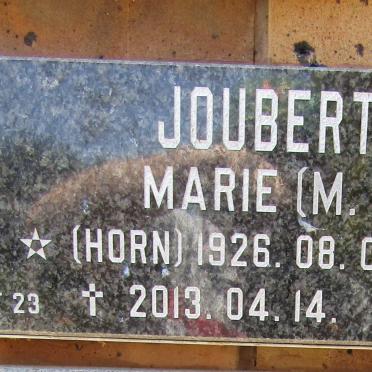 JOUBERT
MARIE (M.
(HORN) 1926. 08.
23 2013. 04. 14.